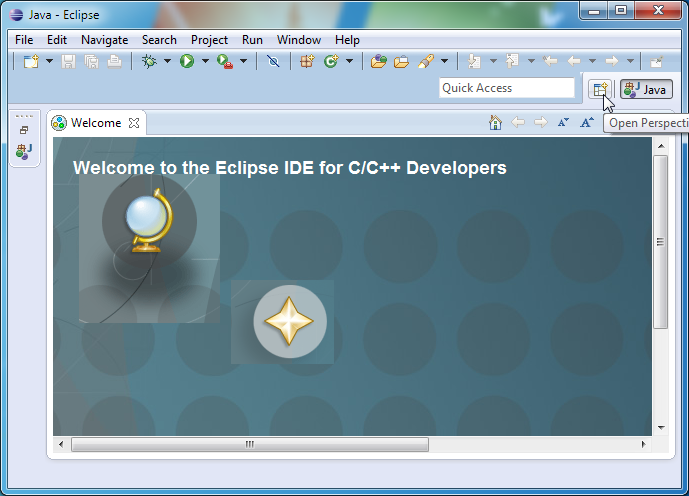 Java - Eclipse
File Edit Navigate Search Project Run Window Help
Quick Access
Java
Welcome
Open Perspecti
Welcome to the Eclipse IDE for C/C++ Developers